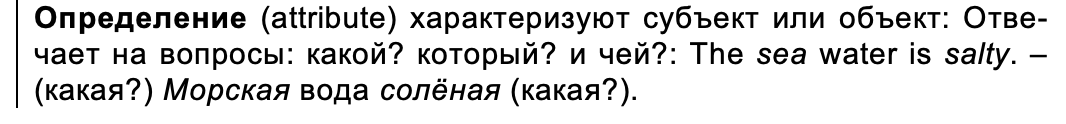 Определение (attribute) характеризуют субъект или объект: Отве-
чает на вопросы: какой? который? и чей?: The sea water is salty. –
(какая?) Морская вода солёная (какая?).